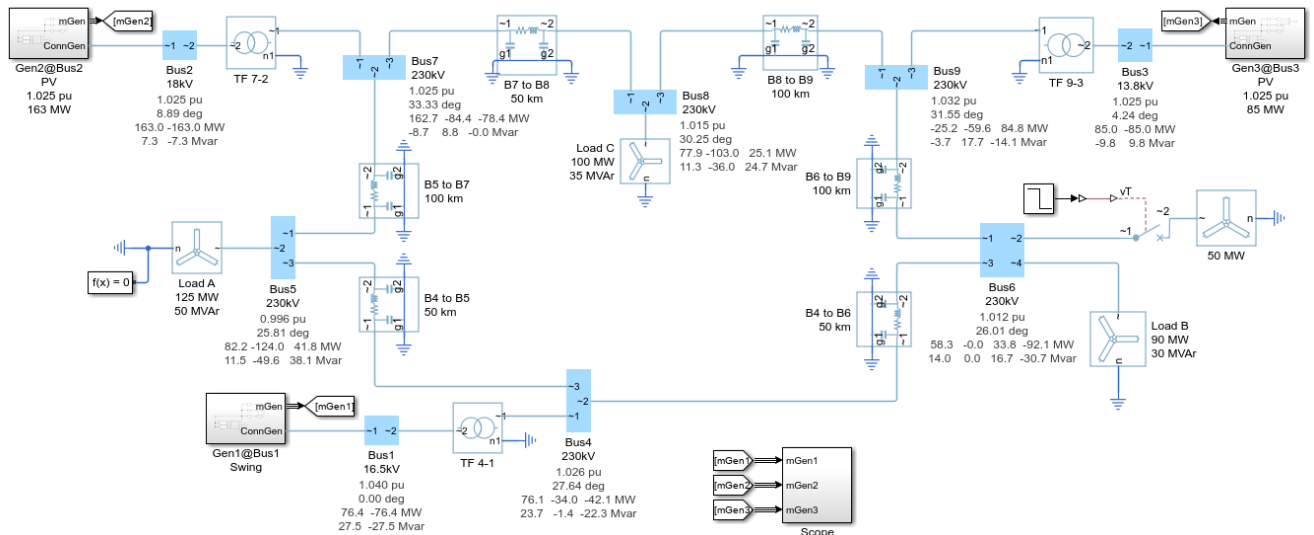 mGen
ConnGen
[mGen2]
Gen2@Bus2
PV
1.025 pu
163 MW
~1 ~2
Bus2
18kV
1.025 pu
8.89 deg
163.0 -163.0 MW
7.3 -7.3 Mvar
~2
~1
n1
TF 7-2
~1
~2
~3
Bus7
230kV
1.025 pu
33.33 deg
162.7 -84.4 -78.4 MW
-8.7 8.8 -0.0 Mvar
~1
~2
g1
g2
B7 to B8
50 km
~1
~2
~3
Bus8
230kV
1.015 pu
30.25 deg
77.9 -103.0 25.1 MW
11.3 -36.0 24.7 Mvar
~
n
Load C
100 MW
35 MVAr
~1
~2
g1
g2
B8 to B9
100 km
~1
~2
~3
Bus9
230kV
1.032 pu
31.55 deg
-25.2 -59.6 84.8 MW
-3.7 17.7 -14.1 Mvar
~1
~2
n1
TF 9-3
~2 ~1
Bus3
13.8kV
1.025 pu
4.24 deg
85.0 -85.0 MW
-9.8 9.8 Mvar
[mGen3]
mGen
ConnGen
Gen3@Bus3
PV
1.025 pu
85 MW
~2
g2
~1
g1
B5 to B7
100 km
~2
g2
~1
g1
B6 to B9
100 km
vT
~1
~2
~
n
50 MW
n
~
Load A
125 MW
50 MVAr
f(x) = 0
~1
~2
~3
Bus5
230kV
0.996 pu
25.81 deg
82.2 -124.0 41.8 MW
11.5 -49.6 38.1 Mvar
~2
g2
~1
g1
B4 to B5
50 km
~2
g2
~1
g1
B4 to B6
50 km
~1 ~2
~3 ~4
Bus6
230kV
1.012 pu
26.01 deg
58.3 -0.0 33.8 -92.1 MW
14.0 0.0 16.7 -30.7 Mvar
~
n
Load B
90 MW
30 MVAr
mGen
ConnGen
[mGen1]
Gen1@Bus1
Swing
~1 ~2
Bus1
16.5kV
1.040 pu
0.00 deg
76.4 -76.4 MW
27.5 -27.5 Mvar
~2
~1
n1
TF 4-1
~3
~2
~1
Bus4
230kV
1.026 pu
27.64 deg
76.1 -34.0 -42.1 MW
23.7 -1.4 -22.3 Mvar
[mGen1]
[mGen2]
[mGen3]
mGen1
mGen2
mGen3
Scope